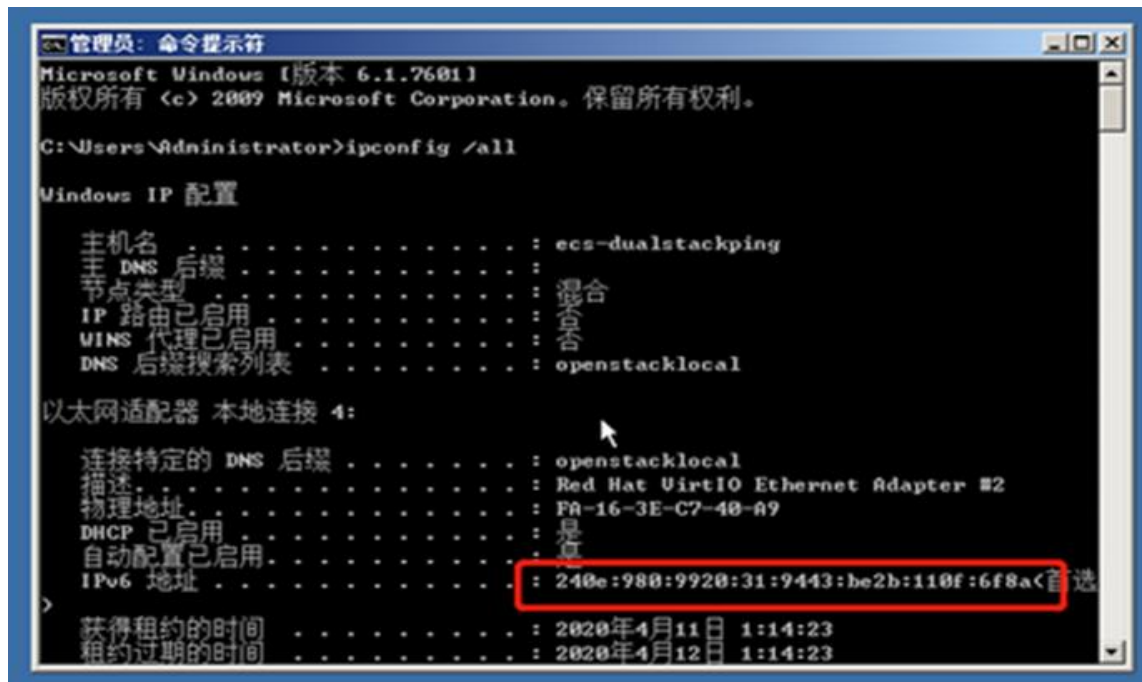 管理员: 命令提示符
Microsoft Windows [版本 6.1.7601]
版权所有 <c> 2009 Microsoft Corporation。保留所有权利。
C:\Users\Administrator>ipconfig /all
Windows IP 配置
主机名 . . . . . . . . . . . . . : ecs-dualstackping
主 DNS 后缀 . . . . . . . . . . . :
节点类型 . . . . . . . . . . . . : 混合
IP 路由已启用 . . . . . . . . . . : 否
WINS 代理已启用 . . . . . . . . . : 否
DNS 后缀搜索列表 . . . . . . . . : openstacklocal
以太网适配器 本地连接 4:
连接特定的 DNS 后缀 . . . . . . . : openstacklocal
描述. . . . . . . . . . . . . . . : Red Hat VirtIO Ethernet Adapter #2
物理地址. . . . . . . . . . . . . : FA-16-3E-C7-40-A9
DHCP 已启用 . . . . . . . . . . . : 是
自动配置已启用. . . . . . . . . . : 是
IPv6 地址 . . . . . . . . . . . . : 240e:980:9920:31:9443:be2b:110f:6f8a<首选
>
获得租约的时间 . . . . . . . . . : 2020年4月11日 1:14:23
租约过期的时间 . . . . . . . . . : 2020年4月12日 1:14:23